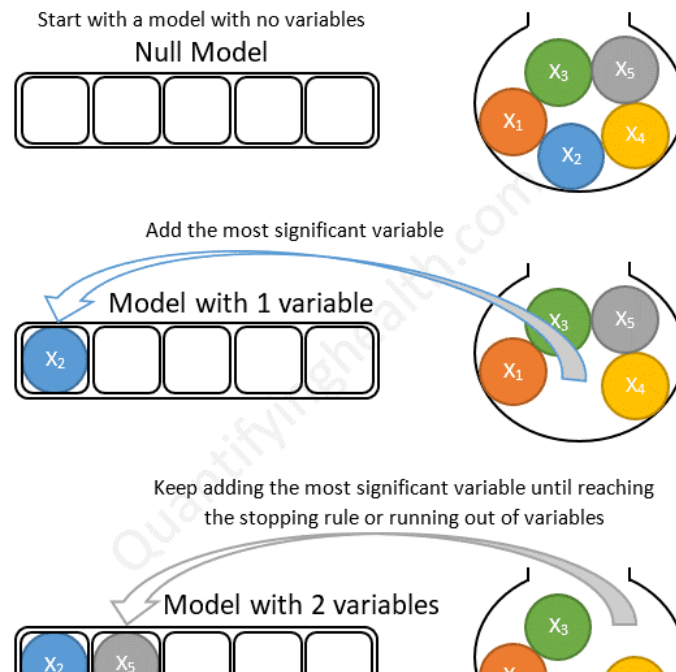 Start with a model with no variables
Null Model
X₃
X₅
X₁
X₄
X₂
Add the most significant variable
Model with 1 variable
X₂
X₃
X₅
X₁
X₄
Keep adding the most significant variable until reaching
the stopping rule or running out of variables
Model with 2 variables
X₂
X₅
X₃
Quantifyinghealth.com